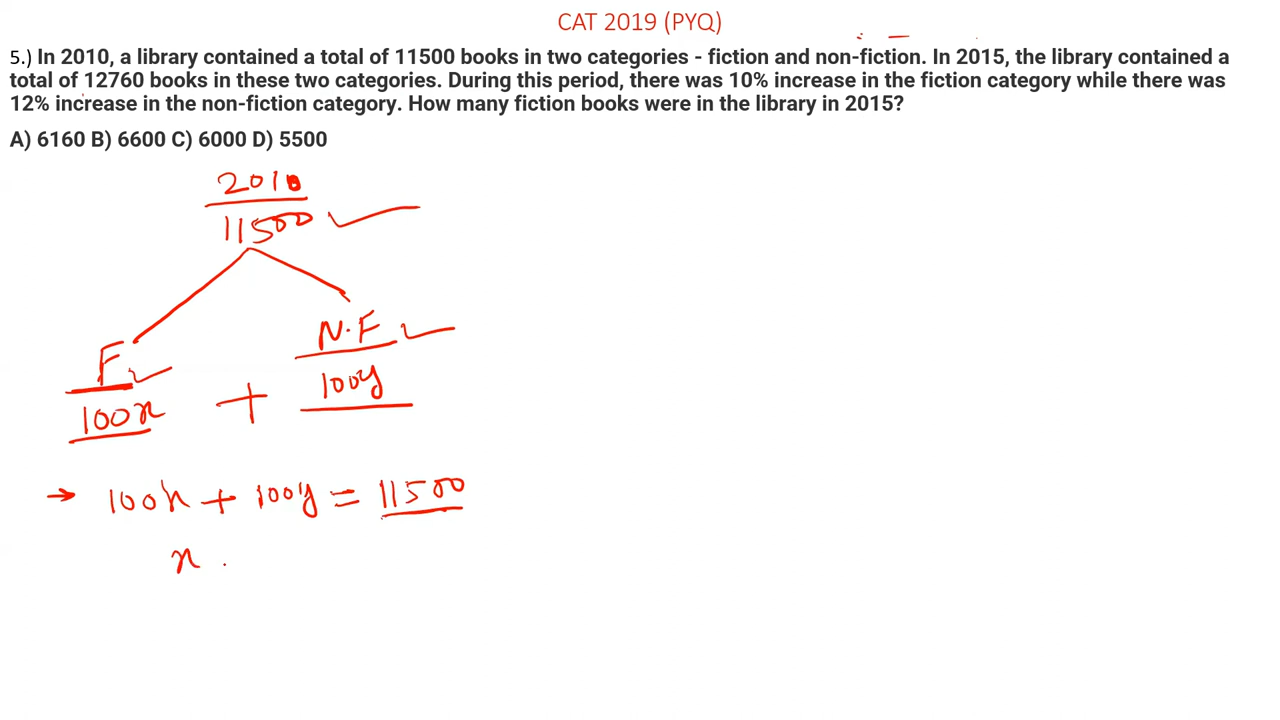 CAT 2019 (PYQ)
5.) In 2010, a library contained a total of 11500 books in two categories - fiction and non-fiction. In 2015, the library contained a
total of 12760 books in these two categories. During this period, there was 10% increase in the fiction category while there was
12% increase in the non-fiction category. How many fiction books were in the library in 2015?
A) 6160 B) 6600 C) 6000 D) 5500
2010
11500
F
N.F
100x
+
100y
→ 100x + 100y = 11500
x